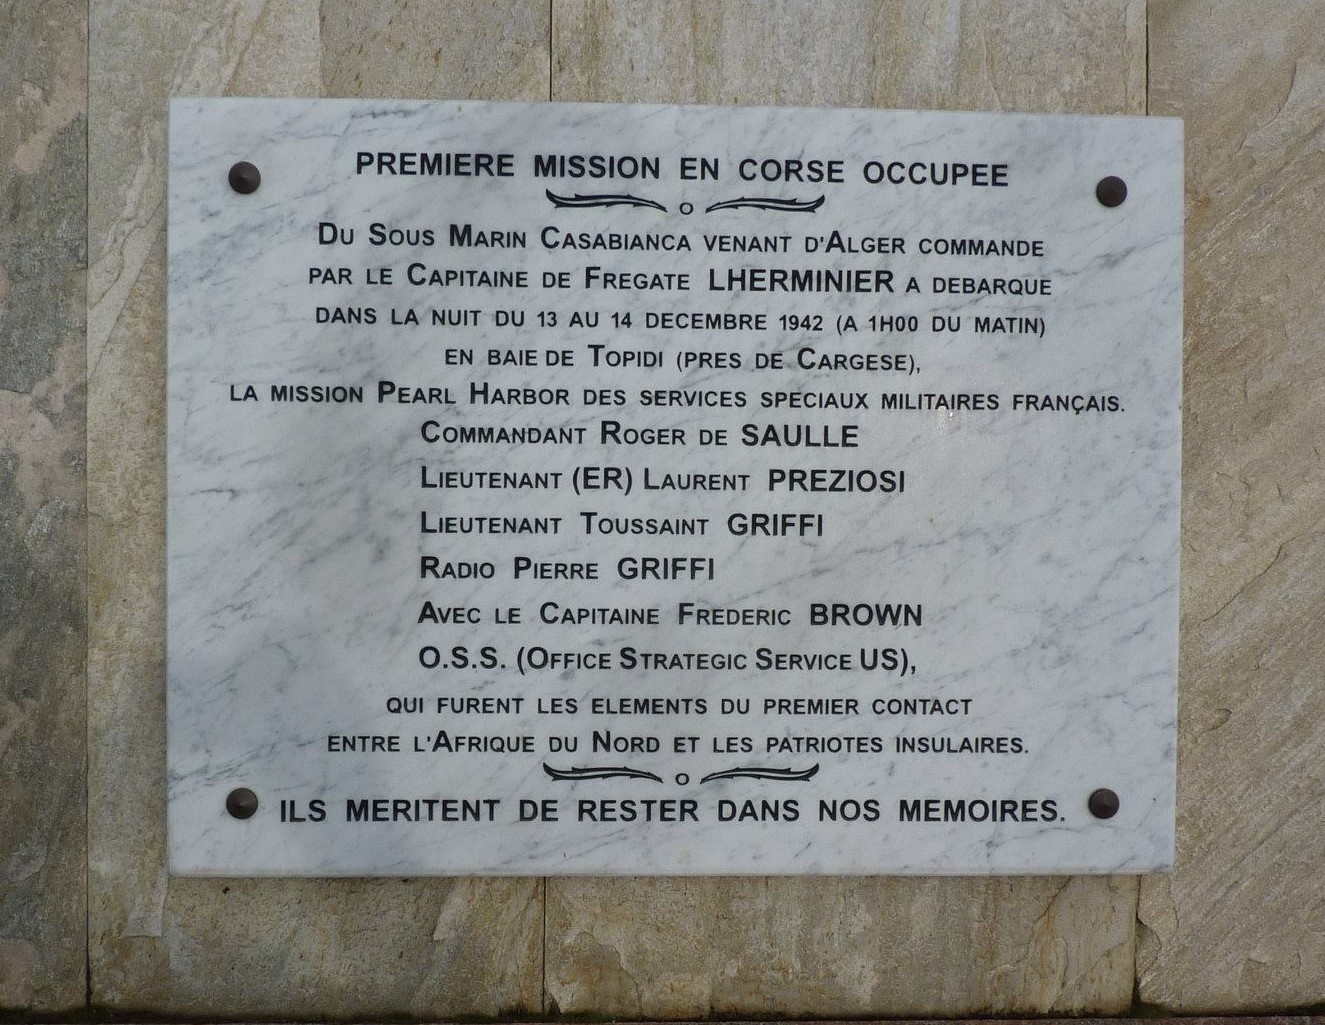 PREMIERE MISSION EN CORSE OCCUPEE
DU SOUS MARIN CASABIANCA VENANT D'ALGER COMMANDE
PAR LE CAPITAINE DE FREGATE LHERMINIER A DEBARQUE
DANS LA NUIT DU 13 AU 14 DECEMBRE 1942 (A 1H00 DU MATIN)
EN BAIE DE TOPIDI (PRES DE CARGESE),
LA MISSION PEARL HARBOR DES SERVICES SPECIAUX MILITAIRES FRANÇAIS.
COMMANDANT ROGER DE SAULLE
LIEUTENANT (ER) LAURENT PREZIOSI
LIEUTENANT TOUSSAINT GRIFFI
RADIO PIERRE GRIFFI
AVEC LE CAPITAINE FREDERIC BROWN
O.S.S. (OFFICE STRATEGIC SERVICE US),
QUI FURENT LES ELEMENTS DU PREMIER CONTACT
ENTRE L'AFRIQUE DU NORD ET LES PATRIOTES INSULAIRES.
ILS MERITENT DE RESTER DANS NOS MEMOIRES.